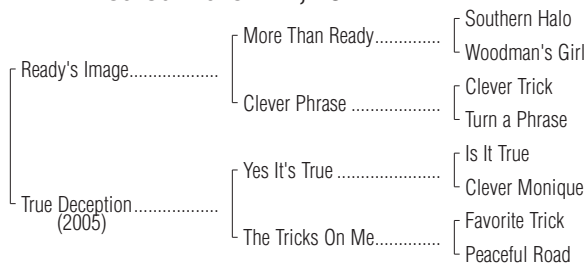 Southern Halo
More Than Ready..............
Woodman's Girl
Ready's Image...................
Clever Trick
Clever Phrase ...................
Turn a Phrase
Is It True
Yes It's True ......................
Clever Monique
True Deception..................
(2005)
Favorite Trick
The Tricks On Me..............
Peaceful Road